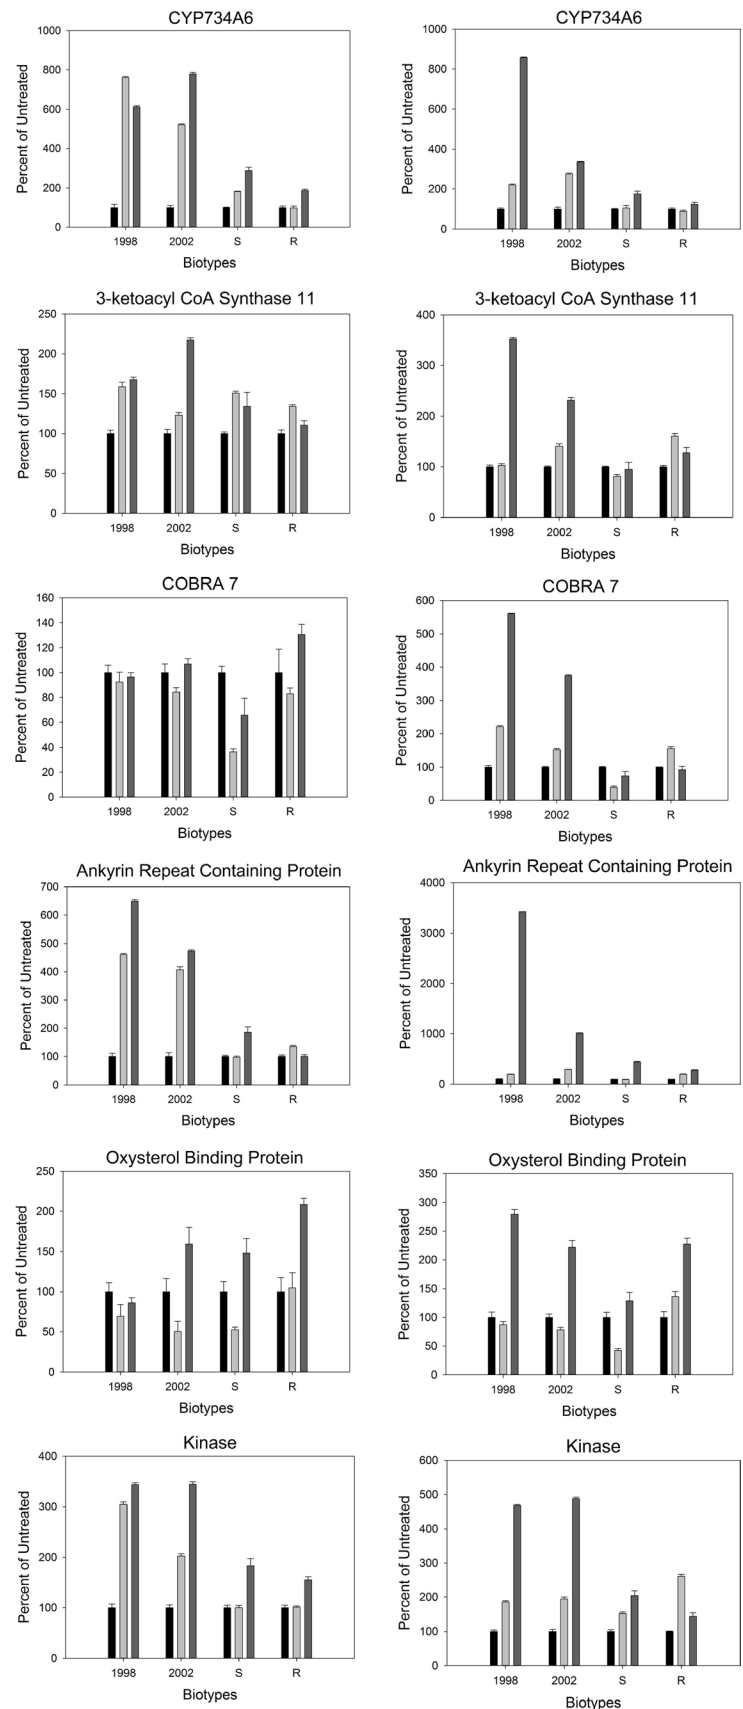 CYP734A6
Percent of Untreated
1000
800
600
400
200
0
1998 2002 S R
Biotypes
CYP734A6
Percent of Untreated
1000
800
600
400
200
0
1998 2002 S R
Biotypes
3-ketoacyl CoA Synthase 11
Percent of Untreated
250
200
150
100
50
0
1998 2002 S R
Biotypes
3-ketoacyl CoA Synthase 11
Percent of Untreated
400
300
200
100
0
1998 2002 S R
Biotypes
COBRA 7
Percent of Untreated
160
140
120
100
80
60
40
20
0
1998 2002 S R
Biotypes
COBRA 7
Percent of Untreated
600
500
400
300
200
100
0
1998 2002 S R
Biotypes
Ankyrin Repeat Containing Protein
Percent of Untreated
700
600
500
400
300
200
100
0
1998 2002 S R
Biotypes
Ankyrin Repeat Containing Protein
Percent of Untreated
4000
3000
2000
1000
0
1998 2002 S R
Biotypes
Oxysterol Binding Protein
Percent of Untreated
250
200
150
100
50
0
1998 2002 S R
Biotypes
Oxysterol Binding Protein
Percent of Untreated
350
300
250
200
150
100
50
0
1998 2002 S R
Biotypes
Kinase
Percent of Untreated
400
300
200
100
0
1998 2002 S R
Biotypes
Kinase
Percent of Untreated
600
500
400
300
200
100
0
1998 2002 S R
Biotypes